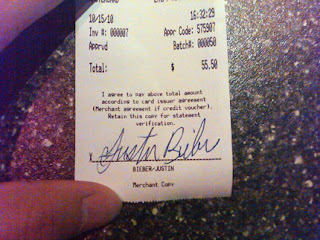 10/15/10 16:32:29
Inv #: 000007 Appr Code: 575907
Apprvd Batch#: 000050
Total: $ 55.50
I agree to pay above total amount
according to card issuer agreement
(Merchant agreement if credit voucher).
Retain this copy for statement
verification.
X Justin Bieber
BIEBER/JUSTIN
Merchant Copy